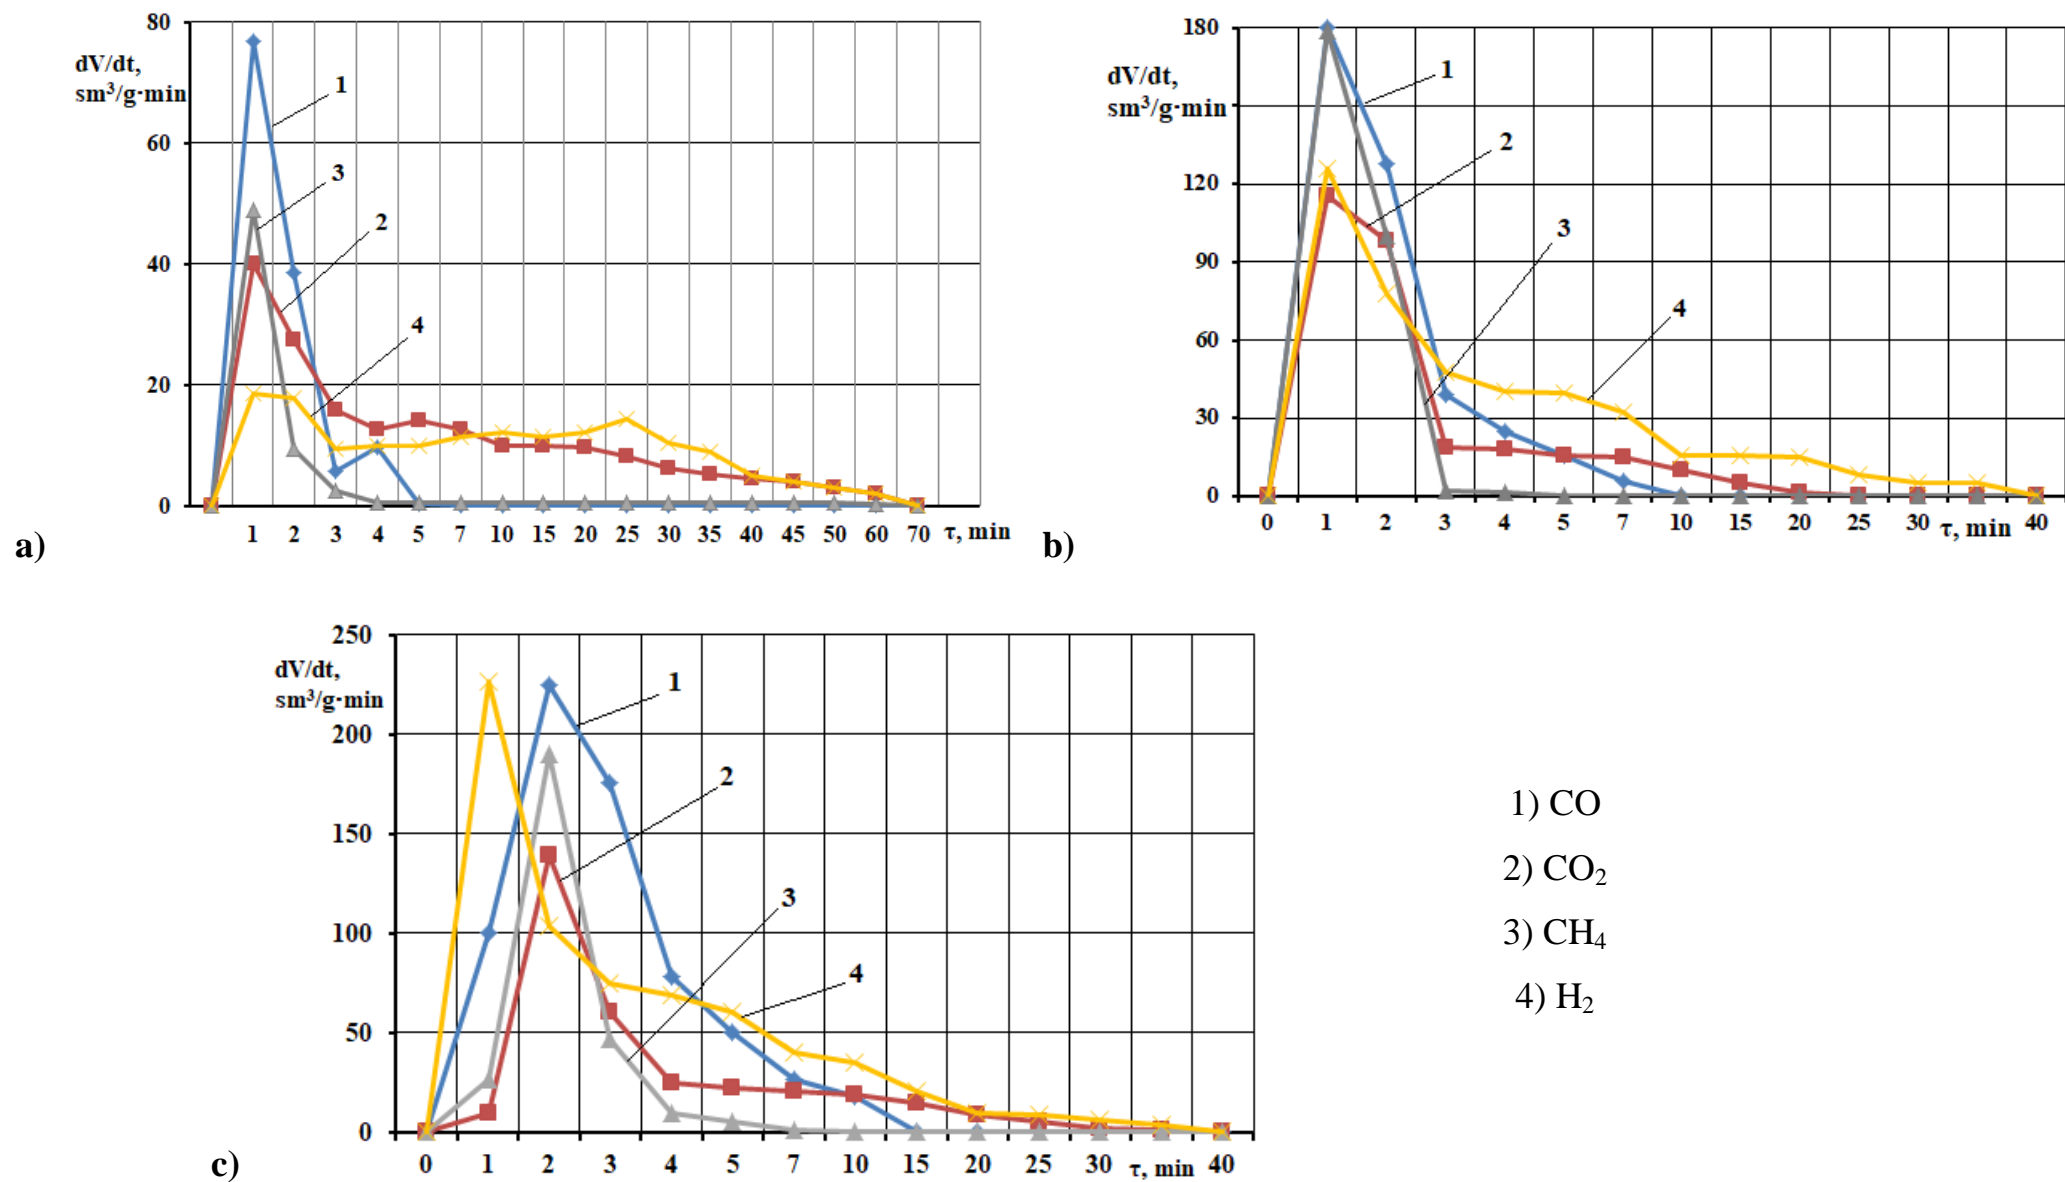 80
dV/dt,
sm³/g·min
60
40
20
0
1
3
2
4
1 2 3 4 5 7 10 15 20 25 30 35 40 45 50 60 70 τ, min
a)
180
dV/dt,
sm³/g·min
120
90
60
30
0
1
2
3
4
0 1 2 3 4 5 7 10 15 20 25 30 τ, min 40
b)
250
dV/dt,
sm³/g·min
200
150
100
50
0
1
2
3
4
0 1 2 3 4 5 7 10 15 20 25 30 τ, min 40
c)
1) CO
2) CO₂
3) CH₄
4) H₂